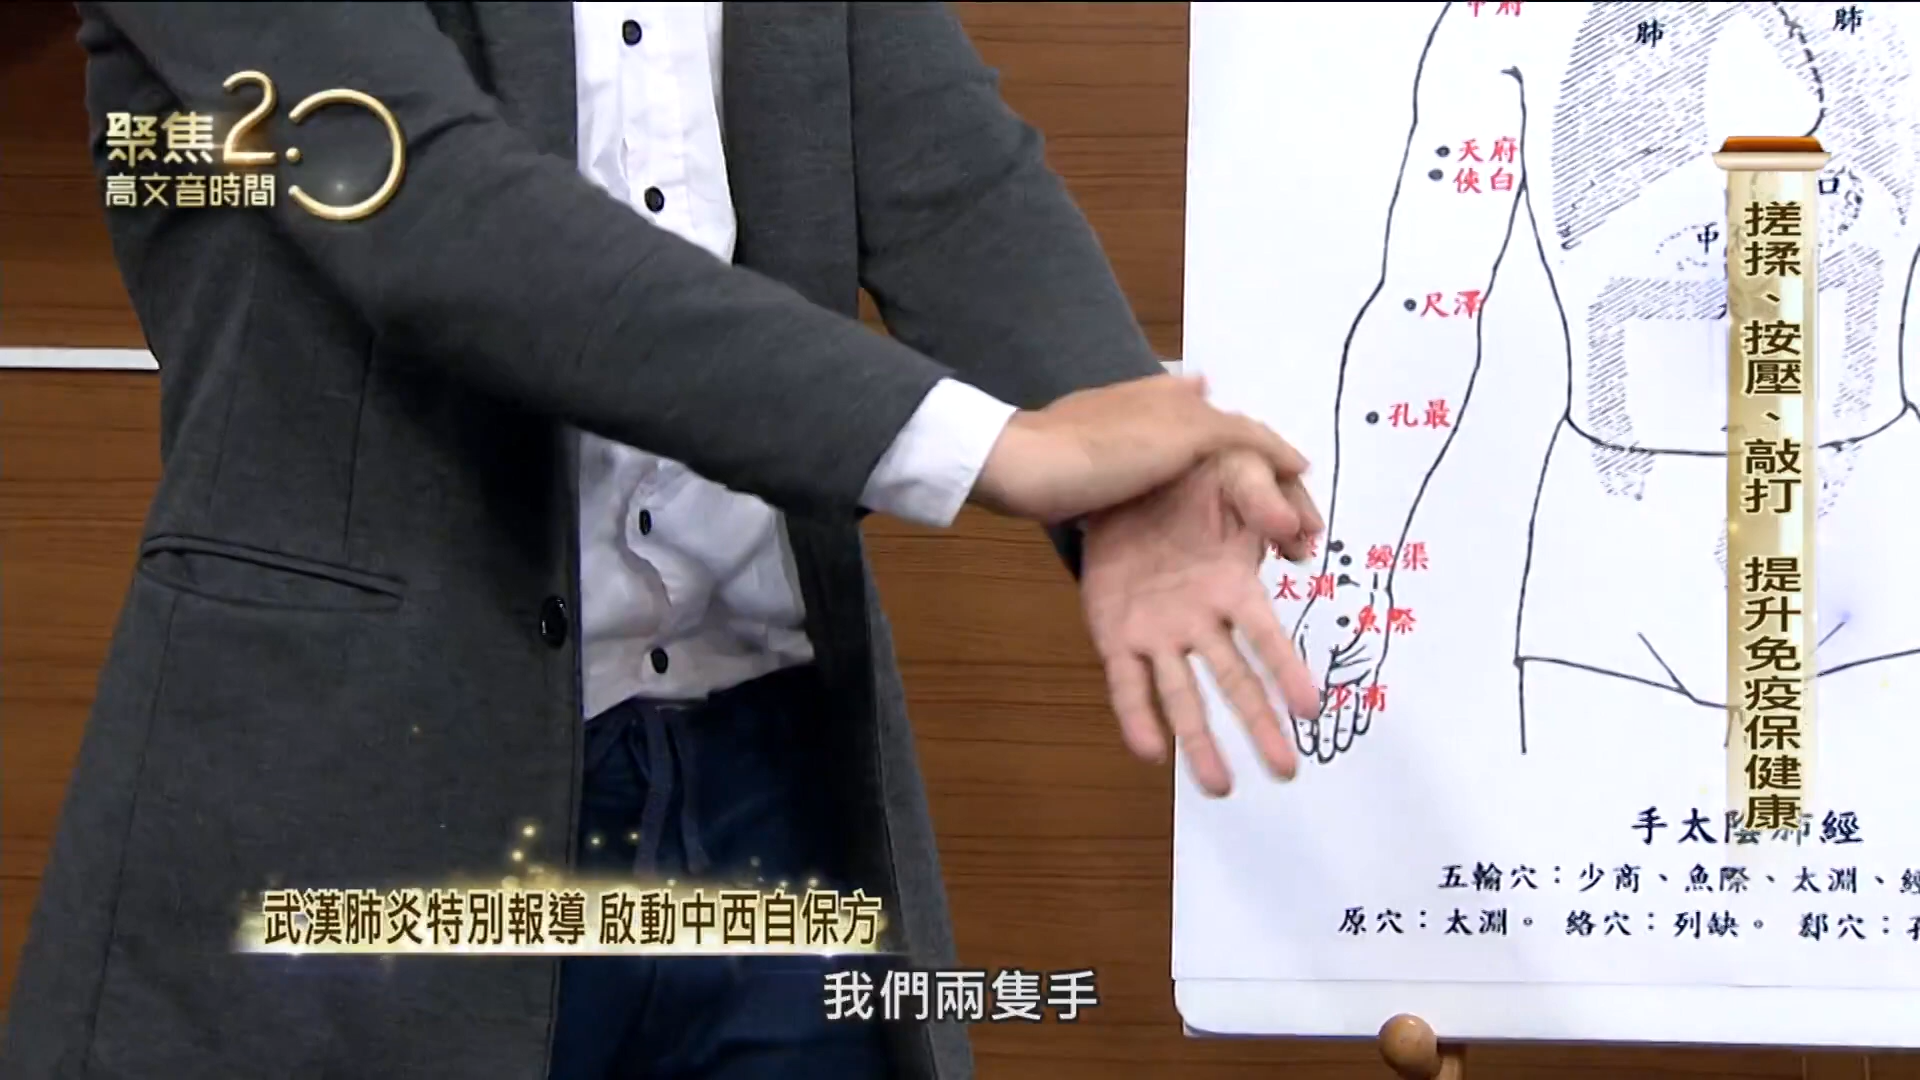 聚焦2.0
高文音時間
肺
肺
中府
天府
俠白
尺澤
孔最
經渠
太淵
魚際
少商
搓揉、按壓、敲打 提升免疫保健康
手太陰肺經
五輸穴：少商、魚際、太淵、經
原穴：太淵。 絡穴：列缺。 郄穴：孔
武漢肺炎特別報導 啟動中西自保方
我們兩隻手